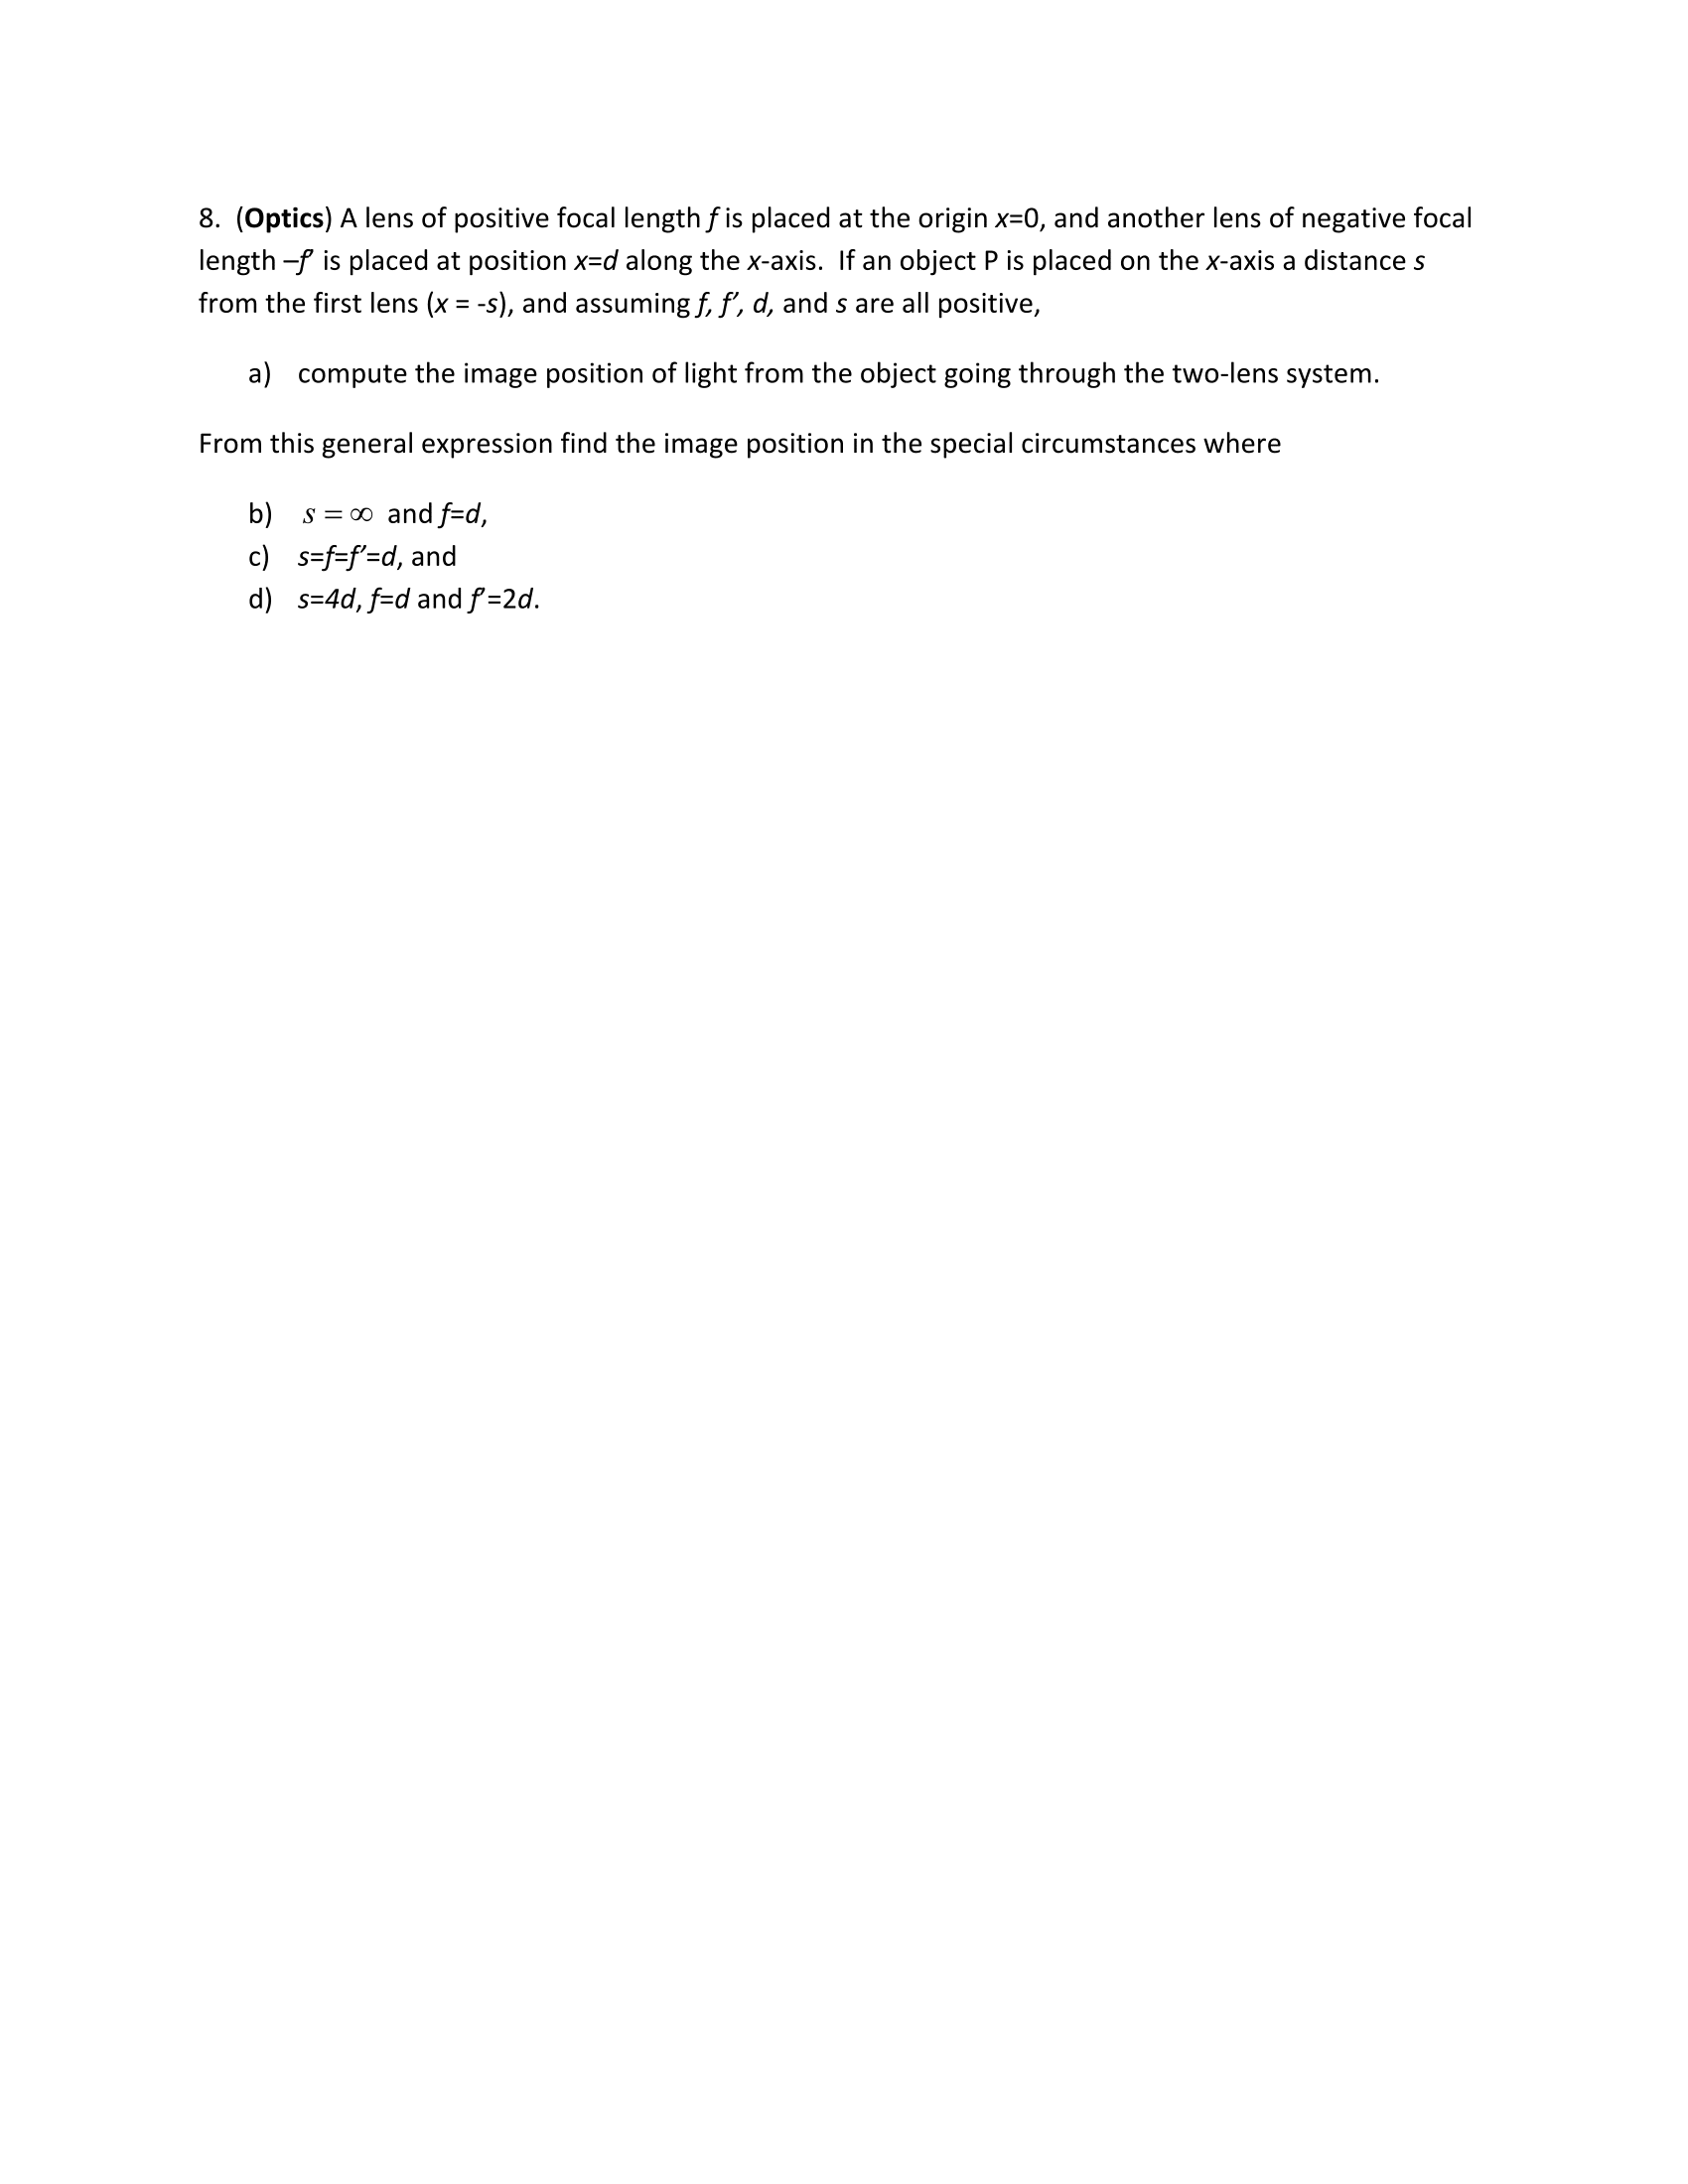 8. (Optics) A lens of positive focal length f is placed at the origin x=0, and another lens of negative focal
length –f’ is placed at position x=d along the x-axis. If an object P is placed on the x-axis a distance s
from the first lens (x = -s), and assuming f, f’, d, and s are all positive,
a) compute the image position of light from the object going through the two-lens system.
From this general expression find the image position in the special circumstances where
b) s = ∞ and f=d,
c) s=f=f’=d, and
d) s=4d, f=d and f’=2d.